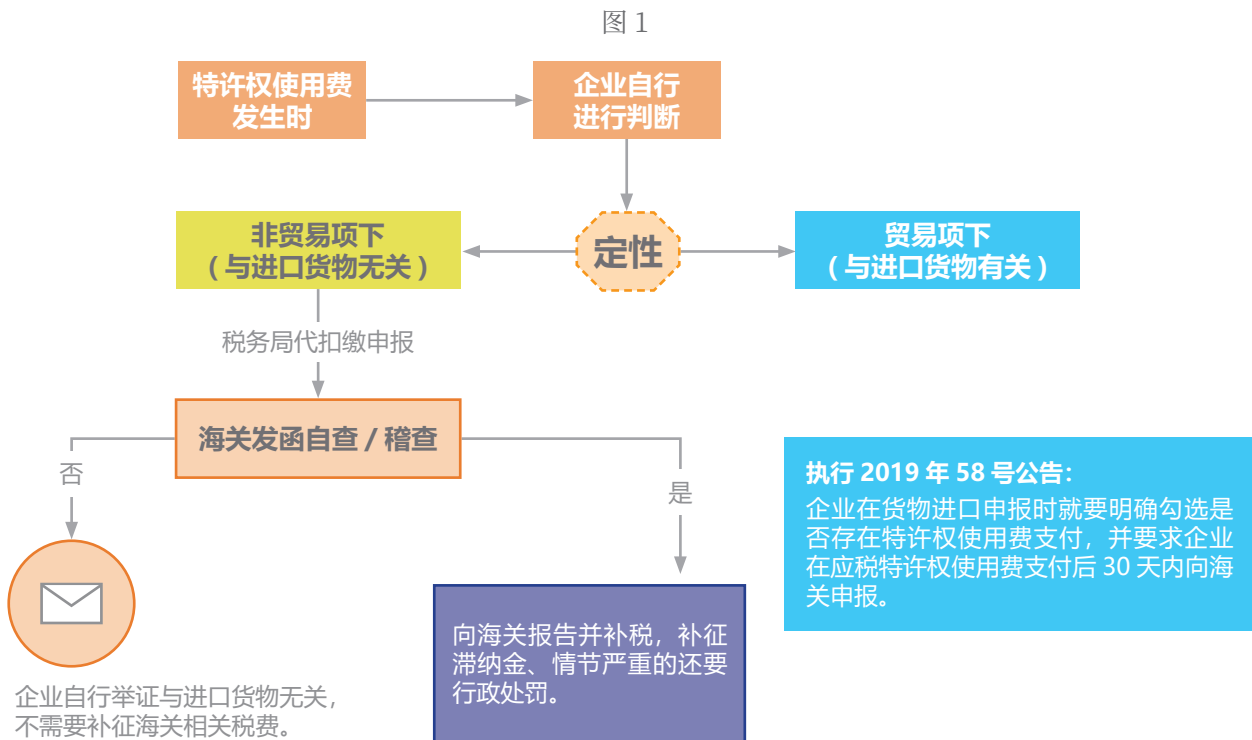 图 1
特许权使用费
发生时
企业自行
进行判断
非贸易项下
（与进口货物无关）
定性
贸易项下
（与进口货物有关）
税务局代扣缴申报
海关发函自查 / 稽查
否
是
执行 2019 年 58 号公告：
企业在货物进口申报时就要明确勾选是
否存在特许权使用费支付，并要求企业
在应税特许权使用费支付后 30 天内向海
关申报。
向海关报告并补税，补征
滞纳金、情节严重的还要
行政处罚。
企业自行举证与进口货物无关，
不需要补征海关相关税费。